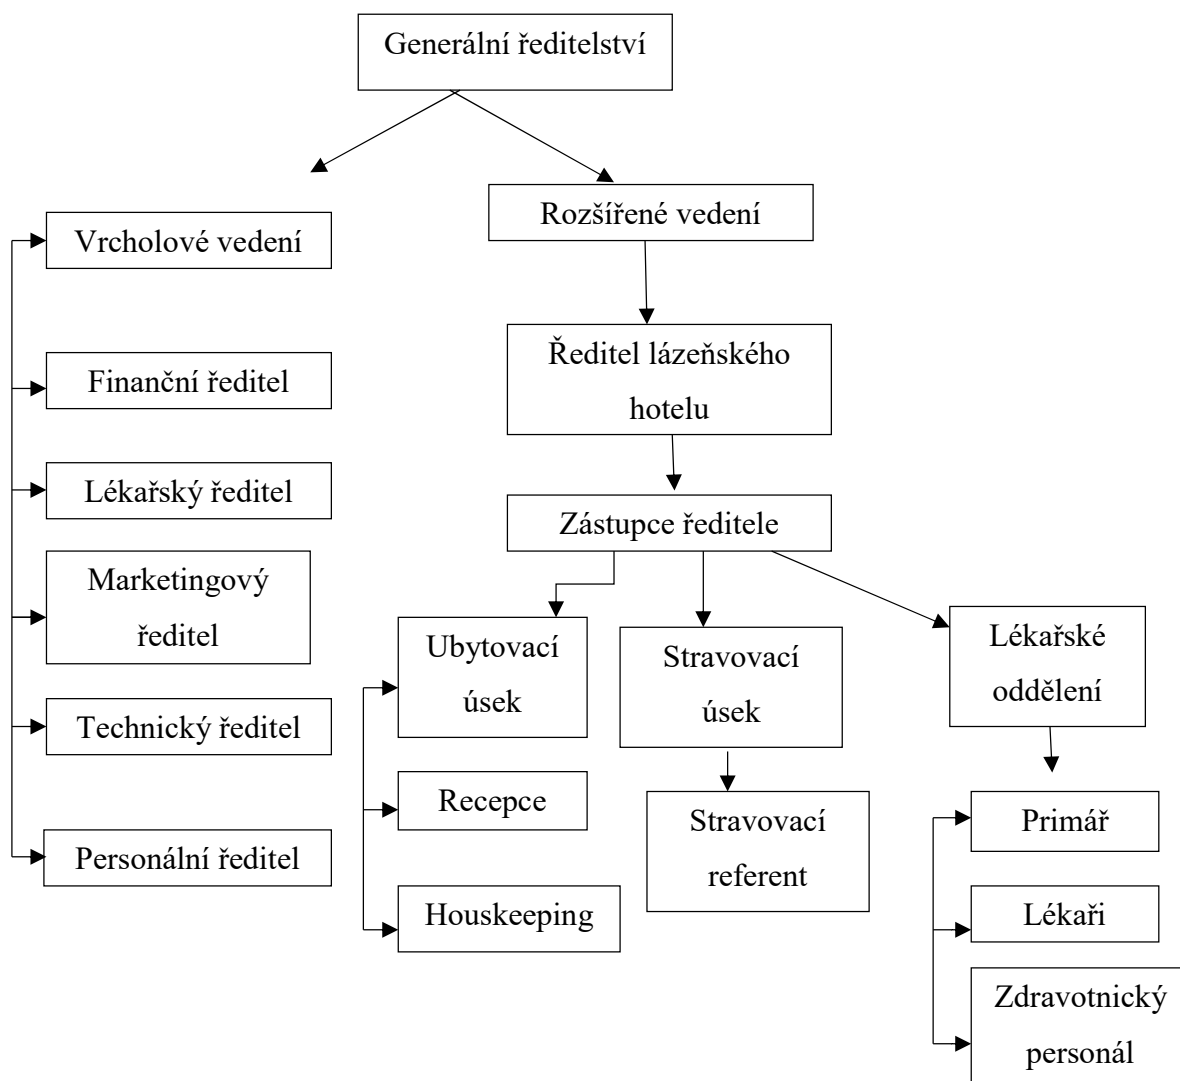 Generální ředitelství
Vrcholové vedení
Finanční ředitel
Lékařský ředitel
Marketingový
ředitel
Technický ředitel
Personální ředitel
Rozšířené vedení
Ředitel lázeňského
hotelu
Zástupce ředitele
Ubytovací
úsek
Recepce
Houskeeping
Stravovací
úsek
Stravovací
referent
Lékařské
oddělení
Primář
Lékaři
Zdravotnický
personál